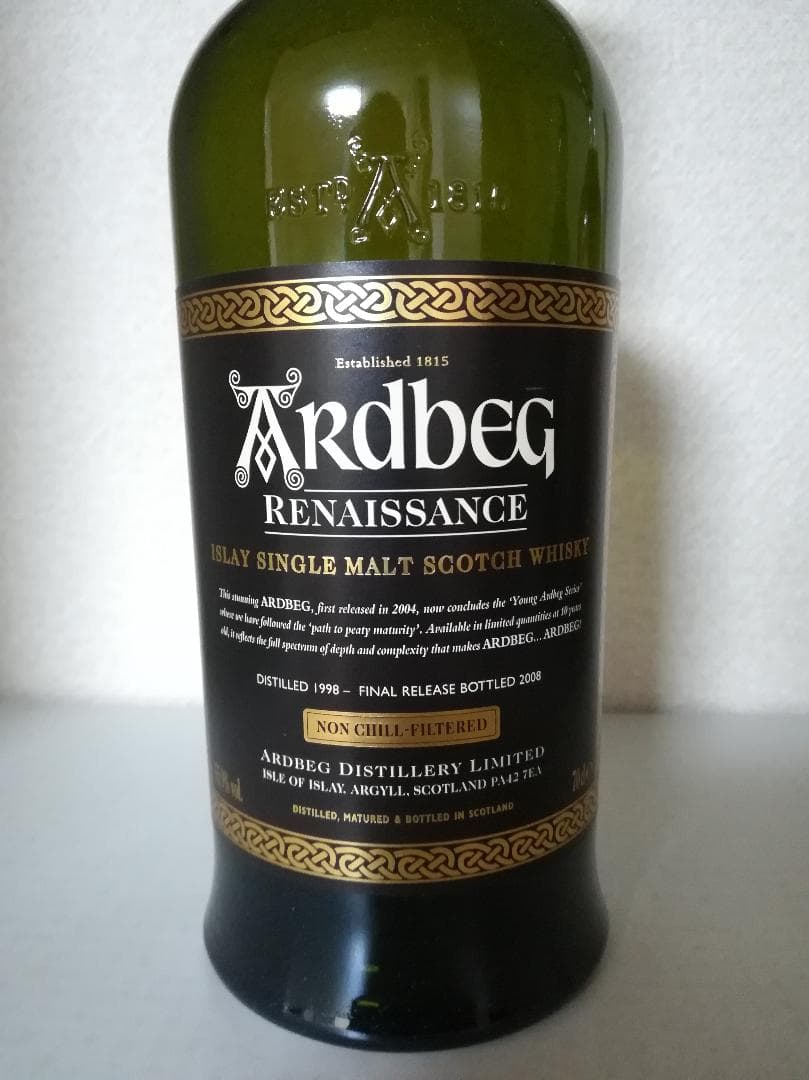 ESTD 181
Established 1815
ARDBEG
RENAISSANCE
ISLAY SINGLE MALT SCOTCH WHISKY
This stunning ARDBEG, first released in 2004, now concludes the 'Young Ardbeg Series'
where we have followed the 'path to peaty maturity'. Available in limited quantities at 10 years
old, it reflects the full spectrum of depth and complexity that makes ARDBEG... ARDBEG!
DISTILLED 1998 – FINAL RELEASE BOTTLED 2008
NON CHILL-FILTERED
ARDBEG DISTILLERY LIMITED
ISLE OF ISLAY, ARGYLL, SCOTLAND PA42 7EA
vol. 70 cl
DISTILLED, MATURED & BOTTLED IN SCOTLAND